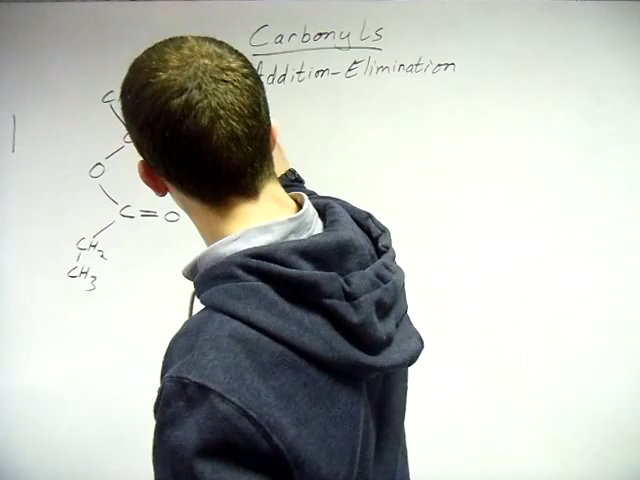 Carbonyls
Addition-Elimination
C
O
C=O
CH2
CH3